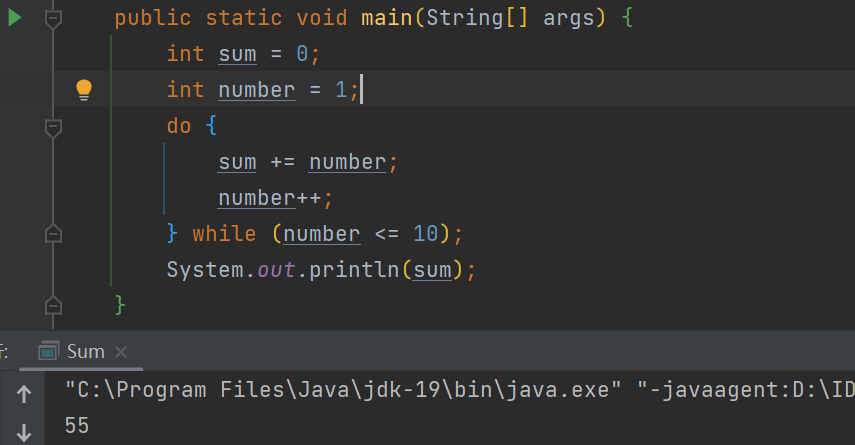 public static void main(String[] args) {
int sum = 0;
int number = 1;
do {
sum += number;
number++;
} while (number <= 10);
System.out.println(sum);
}
Sum
"C:\Program Files\Java\jdk-19\bin\java.exe" "-javaagent:D:\ID
55